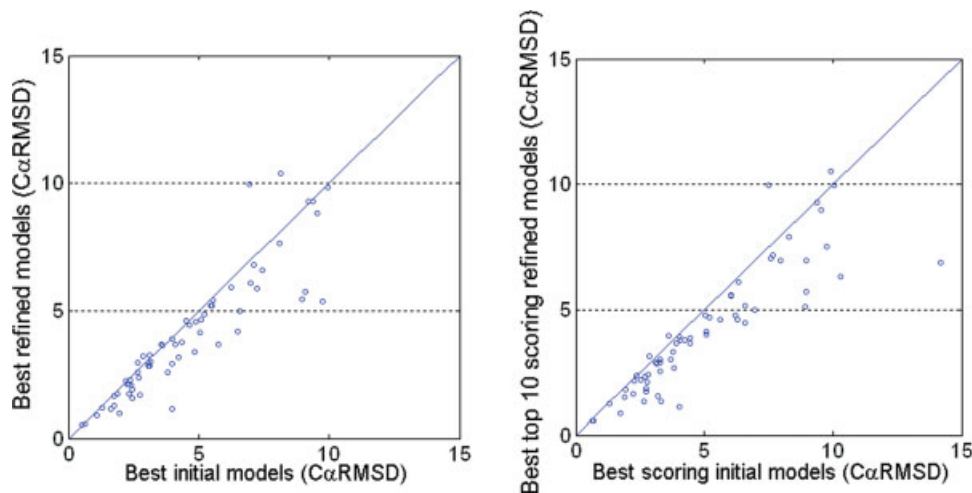 Best refined models (CαRMSD)
15
10
5
0
0 5 10 15
Best initial models (CαRMSD)
Best top 10 scoring refined models (CαRMSD)
15
10
5
0
0 5 10 15
Best scoring initial models (CαRMSD)